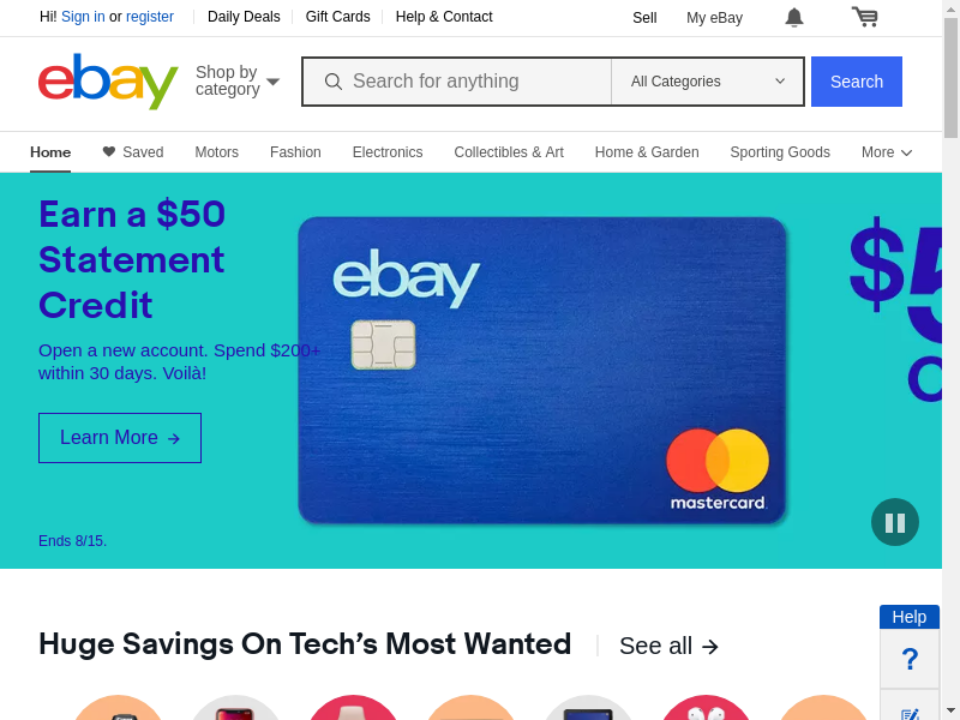 Hi! Sign in or register Daily Deals Gift Cards Help & Contact Sell My eBay
ebay
Shop by
category
Search for anything All Categories Search
Home Saved Motors Fashion Electronics Collectibles & Art Home & Garden Sporting Goods More
Earn a $50
Statement
Credit
Open a new account. Spend $200+
within 30 days. Voilà!
Learn More →
Ends 8/15.
ebay
mastercard.
$5
Huge Savings On Tech's Most Wanted See all →
Help
?